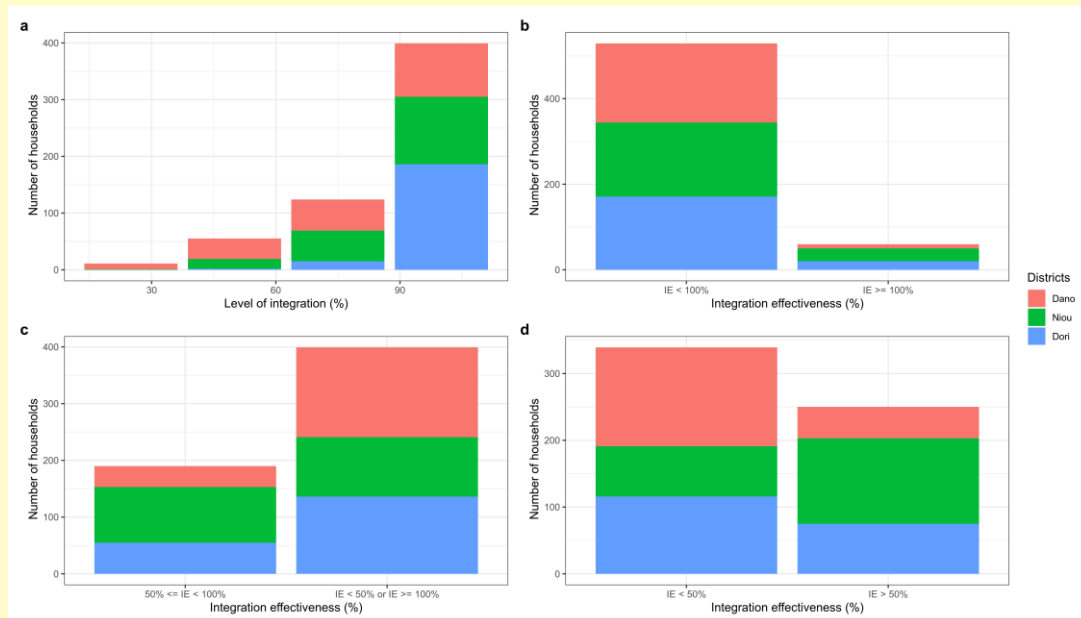 a
Number of households
400
300
200
100
0
30
60
90
Level of integration (%)
b
Number of households
400
200
0
IE < 100%
IE >= 100%
Integration effectiveness (%)
Districts
Dano
Niou
Dori
c
Number of households
400
300
200
100
0
50% <= IE < 100%
IE < 50% or IE >= 100%
Integration effectiveness (%)
d
Number of households
300
200
100
0
IE < 50%
IE > 50%
Integration effectiveness (%)